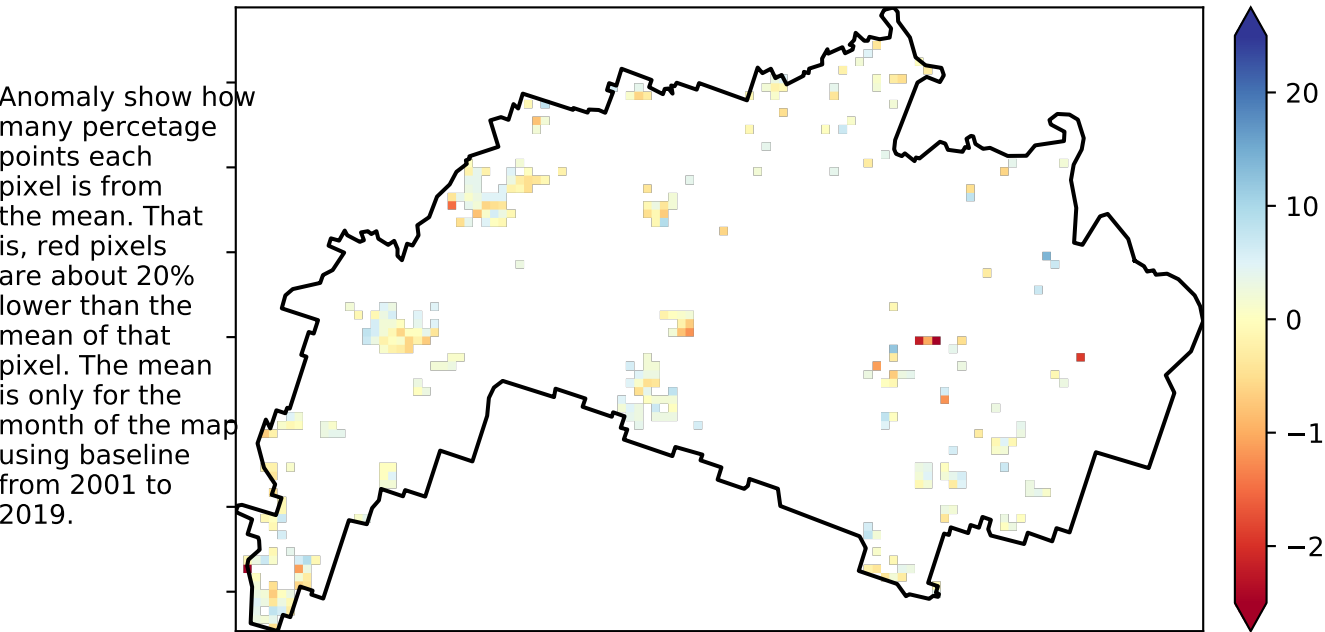 Anomaly show how
many percetage
points each
pixel is from
the mean. That
is, red pixels
are about 20%
lower than the
mean of that
pixel. The mean
is only for the
month of the map
using baseline
from 2001 to
2019.
20
10
0
−1
−2